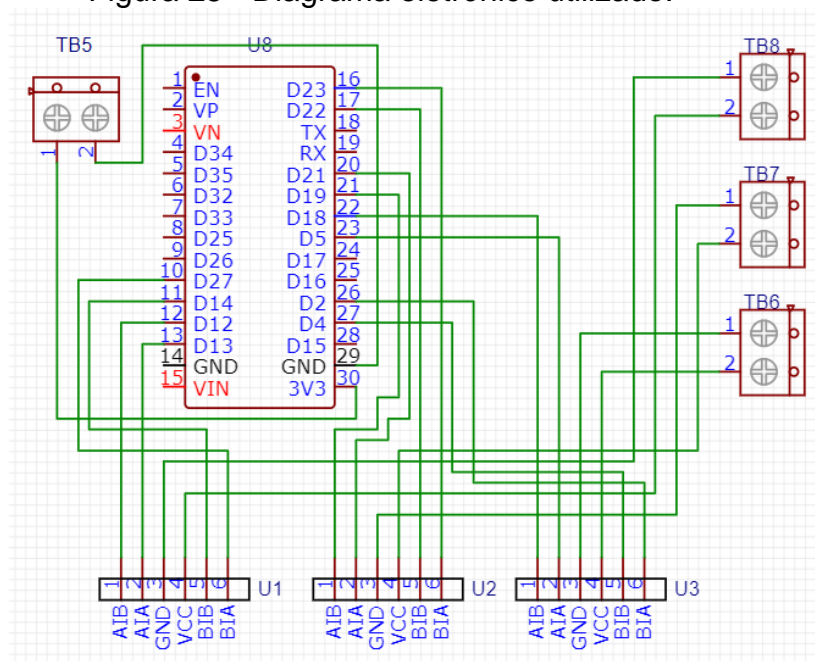 Figura - Diagrama eletrônico utilizado.
TB5
1
2
U8
1 EN
2 VP
3 VN
4 D34
5 D35
6 D32
7 D33
8 D25
9 D26
10 D27
11 D14
12 D12
13 D13
14 GND
15 VIN
D23 16
D22 17
TX 18
RX 19
D21 20
D19 21
D18 22
D5 23
D17 24
D16 25
D2 26
D4 27
D15 28
GND 29
3V3 30
TB8
1
2
TB7
1
2
TB6
1
2
1 2 3 4 5 6 U1
AIB AIA GND VCC BIB BIA
1 2 3 4 5 6 U2
AIB AIA GND VCC BIB BIA
1 2 3 4 5 6 U3
AIB AIA GND VCC BIB BIA